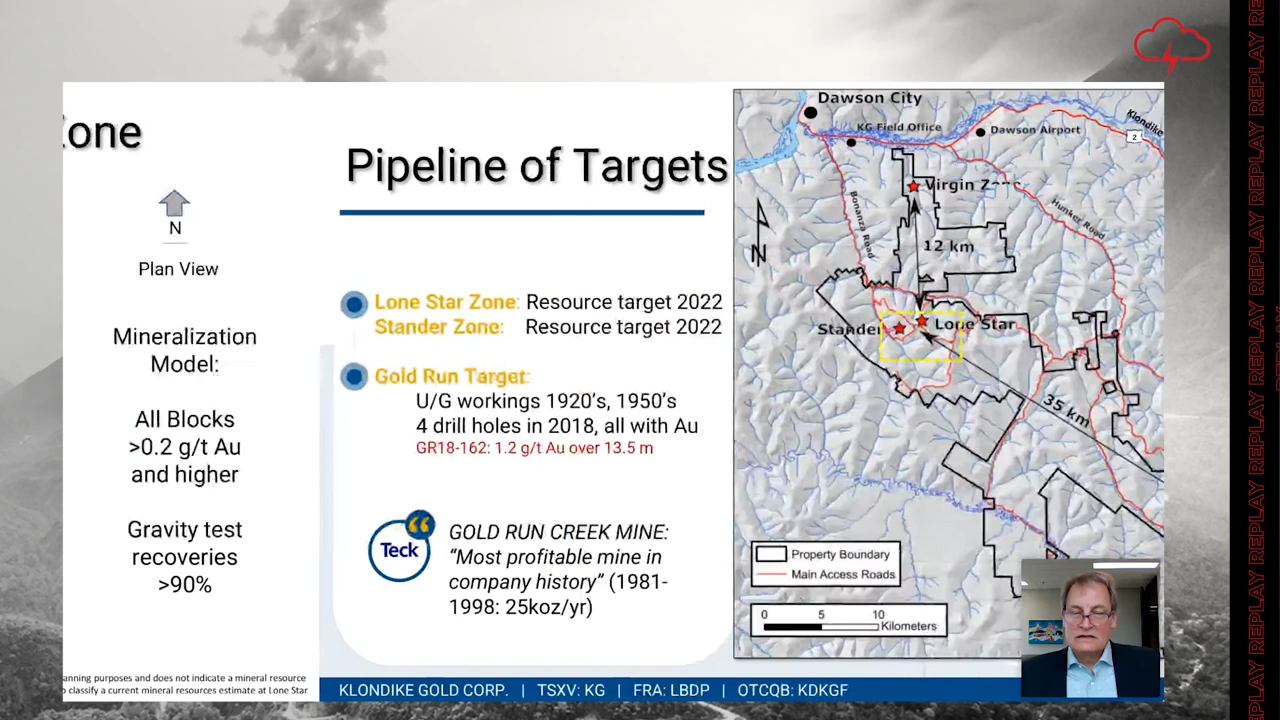 one
N
Plan View
Mineralization
Model:
All Blocks
>0.2 g/t Au
and higher
Gravity test
recoveries
>90%
anning purposes and does not indicate a mineral resource
classify a current mineral resources estimate at Lone Star
Pipeline of Targets
Lone Star Zone: Resource target 2022
Stander Zone: Resource target 2022
Gold Run Target:
U/G workings 1920's, 1950's
4 drill holes in 2018, all with Au
GR18-162: 1.2 g/t Au over 13.5 m
Teck
“
GOLD RUN CREEK MINE:
“Most profitable mine in
company history” (1981-
1998: 25koz/yr)
KLONDIKE GOLD CORP. | TSXV: KG | FRA: LBDP | OTCQB: KDKGF
Dawson City
KG Field Office
Dawson Airport
Klondike
2
Virgin
Bonanza Road
Hunker Road
N
12 km
Stander
Lone Star
35 km
Property Boundary
Main Access Roads
0 5 10
Kilometers
REPLAY REPLAY REPLAY REPLAY REPLAY REPLAY REPLAY RE
REPLAY